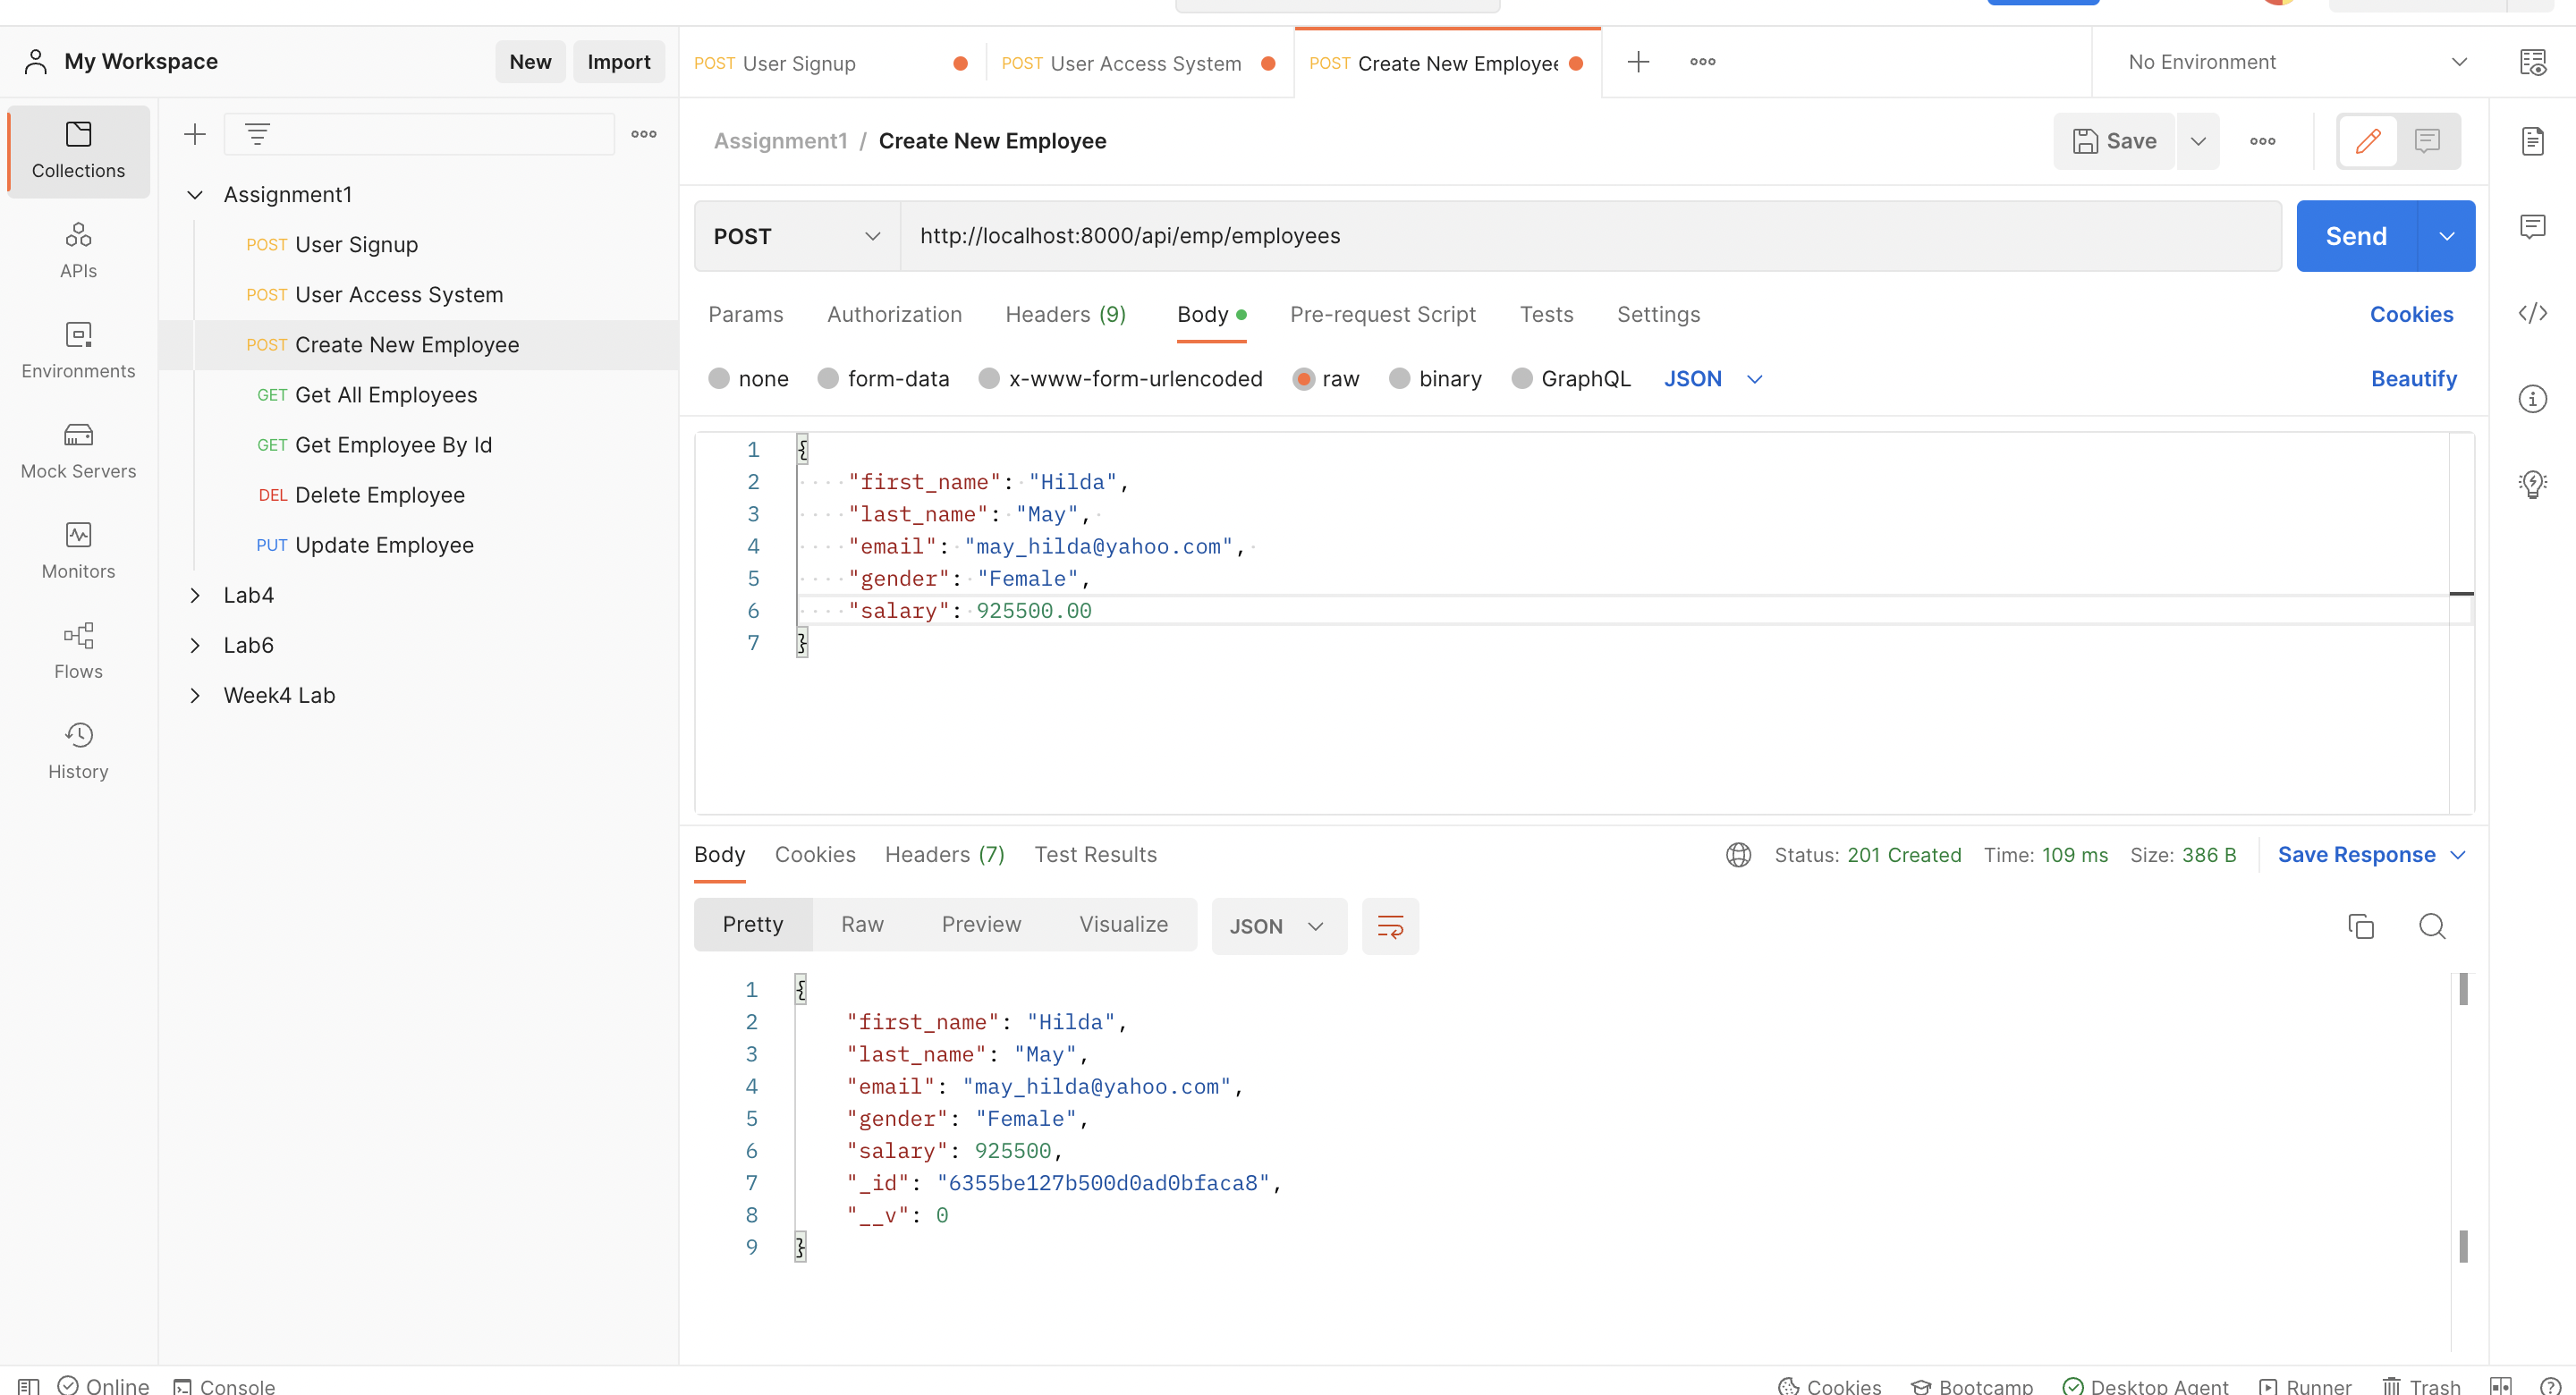 My Workspace
New
Import
POST User Signup
POST User Access System
POST Create New Employee
No Environment
Collections
APIs
Environments
Mock Servers
Monitors
Flows
History
Assignment1
POST User Signup
POST User Access System
POST Create New Employee
GET Get All Employees
GET Get Employee By Id
DEL Delete Employee
PUT Update Employee
Lab4
Lab6
Week4 Lab
Assignment1 / Create New Employee
Save
POST
http://localhost:8000/api/emp/employees
Send
Params Authorization Headers (9) Body Pre-request Script Tests Settings Cookies
none form-data x-www-form-urlencoded raw binary GraphQL JSON Beautify
1 {
2 "first_name": "Hilda",
3 "last_name": "May",
4 "email": "may_hilda@yahoo.com",
5 "gender": "Female",
6 "salary": 925500.00
7 }
Body Cookies Headers (7) Test Results Status: 201 Created Time: 109 ms Size: 386 B Save Response
Pretty Raw Preview Visualize JSON
1 {
2 "first_name": "Hilda",
3 "last_name": "May",
4 "email": "may_hilda@yahoo.com",
5 "gender": "Female",
6 "salary": 925500,
7 "_id": "6355be127b500d0ad0bfaca8",
8 "__v": 0
9 }
Online Console Cookies Bootcamp Desktop Agent Runner Trash